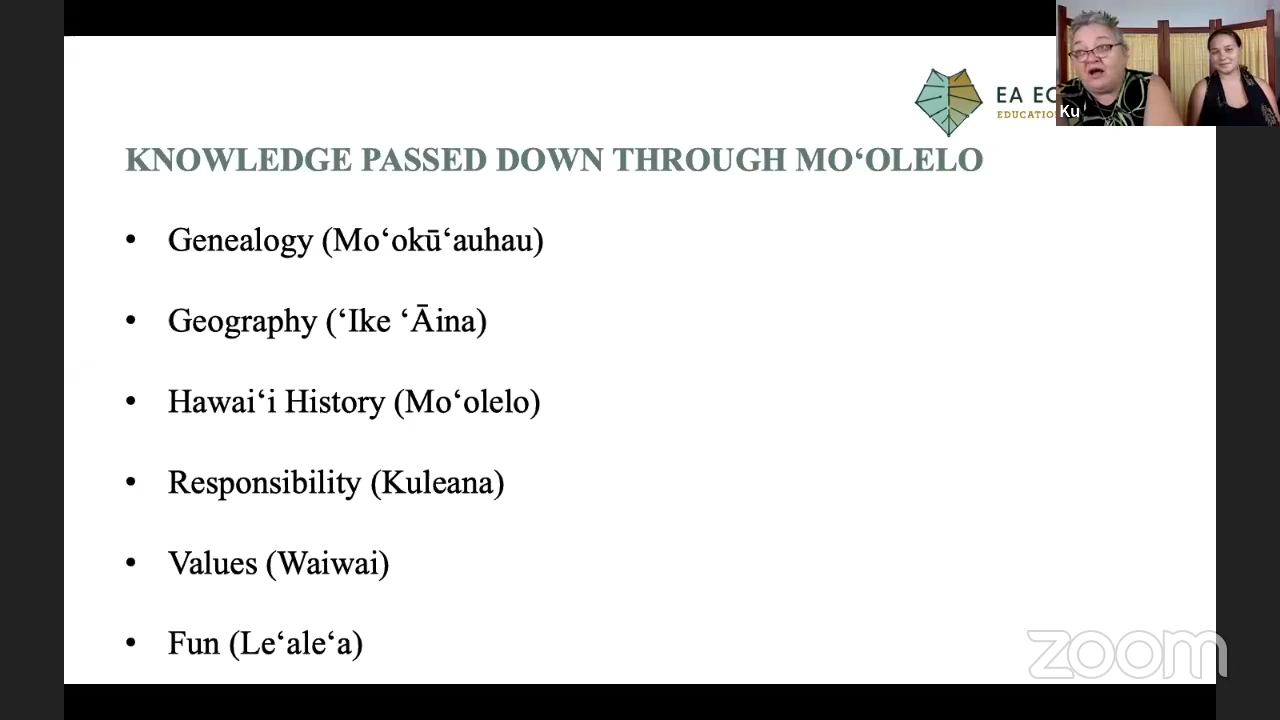 EA EC
EDUCATIO
Ku
KNOWLEDGE PASSED DOWN THROUGH MOʻOLELO
• Genealogy (Moʻokūʻauhau)
• Geography (ʻIke ʻĀina)
• Hawaiʻi History (Moʻolelo)
• Responsibility (Kuleana)
• Values (Waiwai)
• Fun (Leʻaleʻa)
zoom